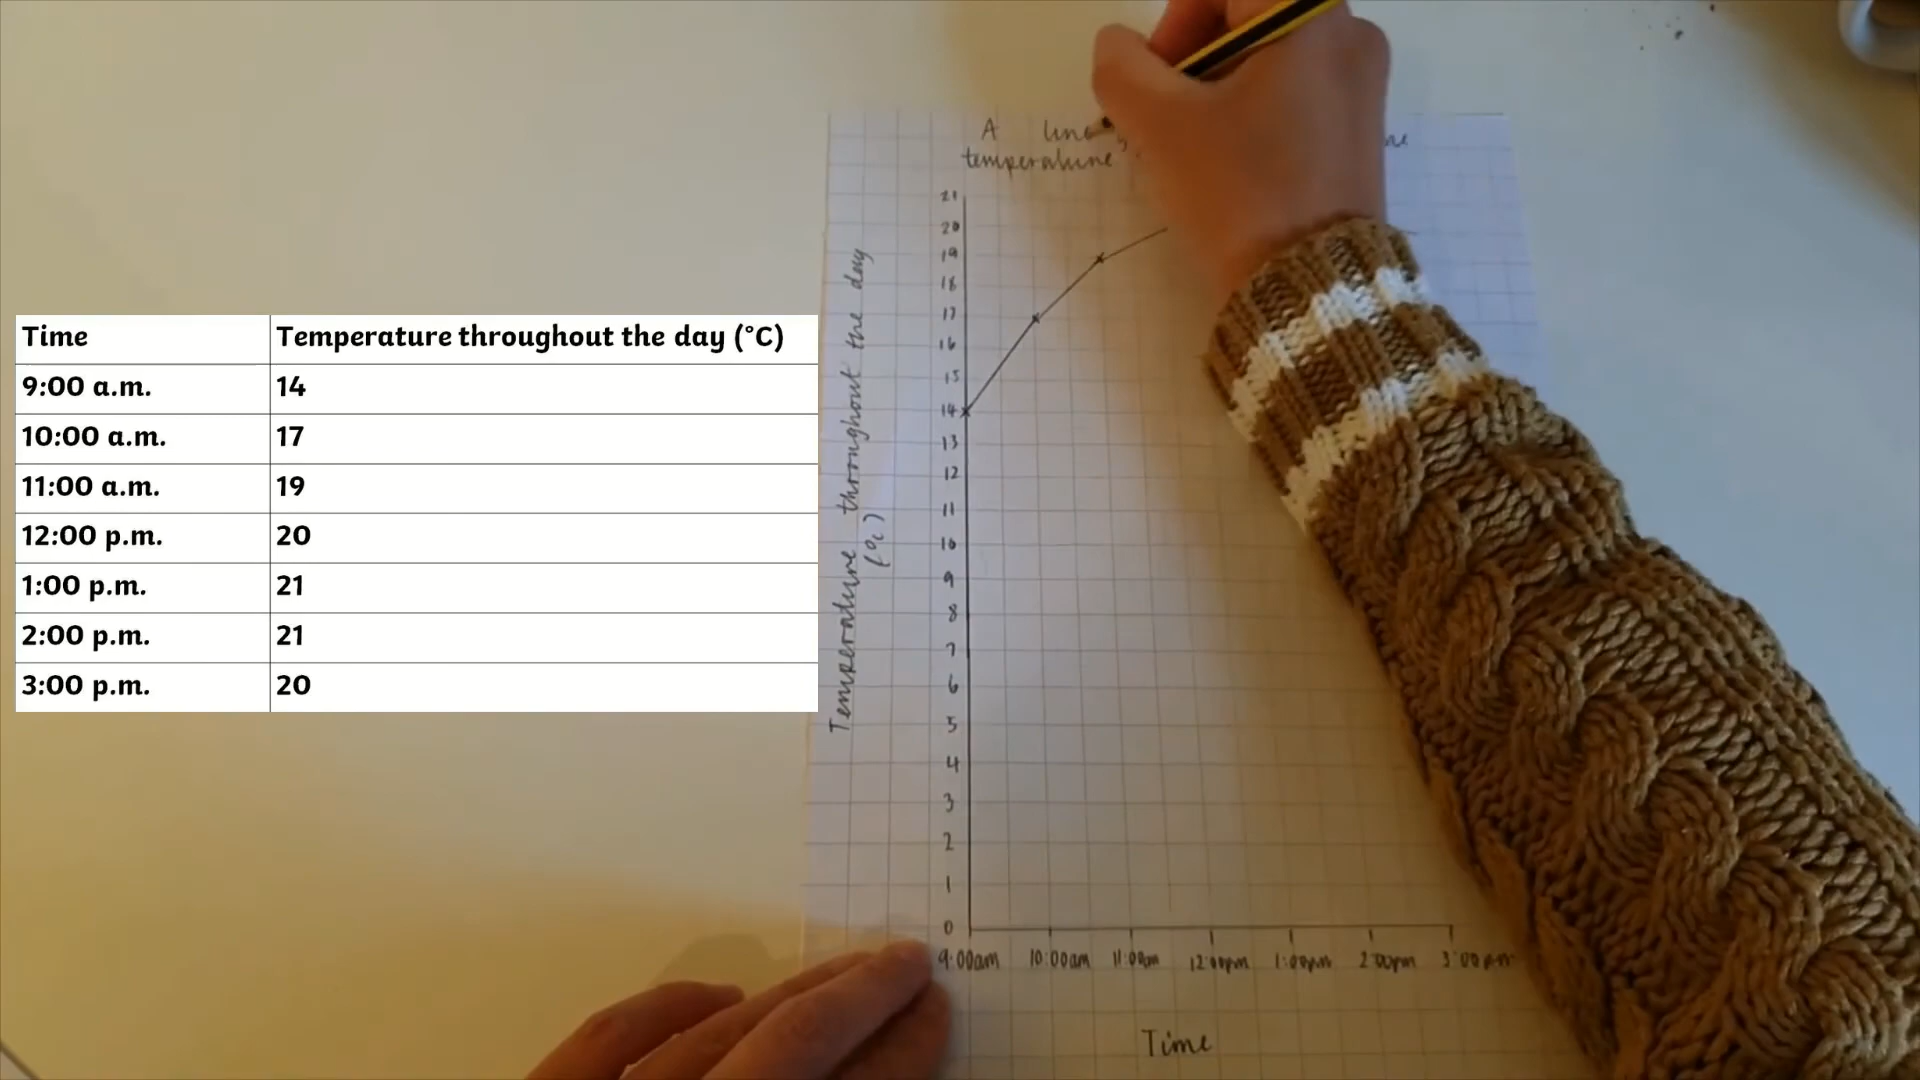 Time Temperature throughout the day (°C)
9:00 a.m. 14
10:00 a.m. 17
11:00 a.m. 19
12:00 p.m. 20
1:00 p.m. 21
2:00 p.m. 21
3:00 p.m. 20
A line
temperature
Temperature throughout the day
(°C)
21
20
19
18
17
16
15
14
13
12
11
10
9
8
7
6
5
4
3
2
1
0
9:00am 10:00am 11:00am 12:00pm 1:00pm 2:00pm 3:00pm
Time